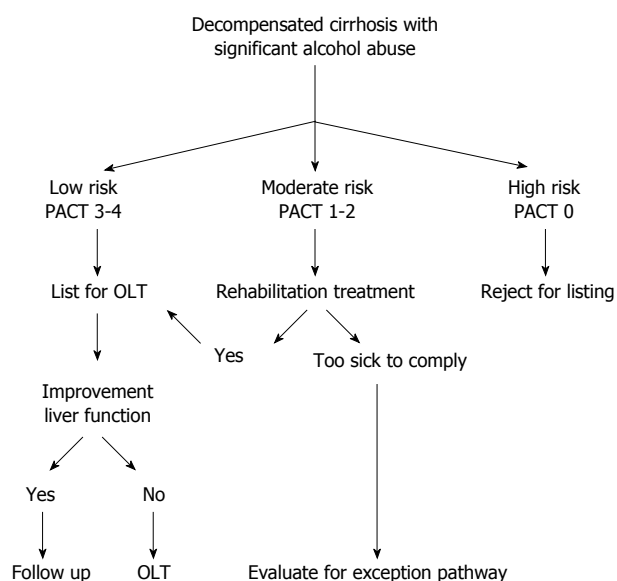 Decompensated cirrhosis with
significant alcohol abuse
Low risk
PACT 3-4
Moderate risk
PACT 1-2
High risk
PACT 0
List for OLT
Rehabilitation treatment
Reject for listing
Yes
Too sick to comply
Improvement
liver function
Yes
No
Follow up
OLT
Evaluate for exception pathway